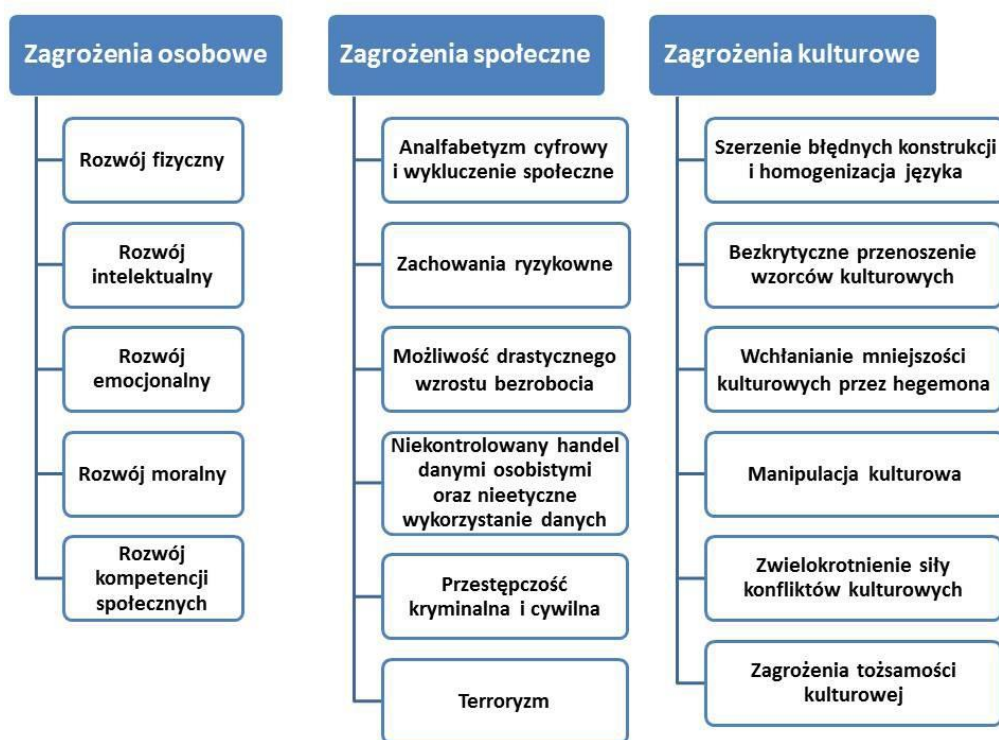 Zagrożenia osobowe
Rozwój fizyczny
Rozwój
intelektualny
Rozwój
emocjonalny
Rozwój moralny
Rozwój
kompetencji
społecznych
Zagrożenia społeczne
Analfabetyzm cyfrowy
i wykluczenie społeczne
Zachowania ryzykowne
Możliwość drastycznego
wzrostu bezrobocia
Niekontrolowany handel
danymi osobistymi
oraz nieetyczne
wykorzystanie danych
Przestępczość
kryminalna i cywilna
Terroryzm
Zagrożenia kulturowe
Szerzenie błędnych konstrukcji
i homogenizacja języka
Bezkrytyczne przenoszenie
wzorców kulturowych
Wchłanianie mniejszości
kulturowych przez hegemona
Manipulacja kulturowa
Zwielokrotnienie siły
konfliktów kulturowych
Zagrożenia tożsamości
kulturowej